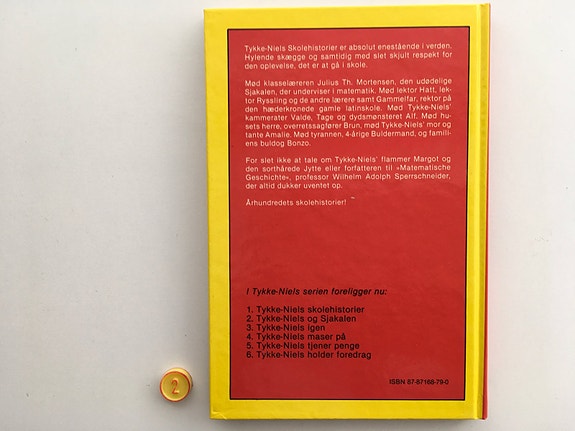 Tykke-Niels Skolehistorier er absolut enestående i verden.
Hylende skægge og samtidig med slet skjult respekt for
den oplevelse, det er at gå i skole.
Mød klasselæreren Julius Th. Mortensen, den udødelige
Sjakalen, der underviser i matematik. Mød lektor Hatt, lek-
tor Ryssling og de andre lærere samt Gammelfar, rektor på
den hæderkronede gamle latinskole. Mød Tykke-Niels'
kammerater Valde, Tage og dydsmønsteret Alf. Mød hu-
sets herre, overretssagfører Brun, mød Tykke-Niels' mor og
tante Amalie. Mød tyrannen, 4-årige Buldermand, og famili-
ens buldog Bonzo.
For slet ikke at tale om Tykke-Niels' flammer Margot og
den sorthårede Jytte eller forfatteren til »Matematische
Geschichte«, professor Wilhelm Adolph Sperrschneider,
der altid dukker uventet op.
Århundredets skolehistorier!
I Tykke-Niels serien foreligger nu:
1. Tykke-Niels skolehistorier
2. Tykke-Niels og Sjakalen
3. Tykke-Niels igen
4. Tykke-Niels maser på
5. Tykke-Niels tjener penge
6. Tykke-Niels holder foredrag
ISBN 87-87168-79-0
2